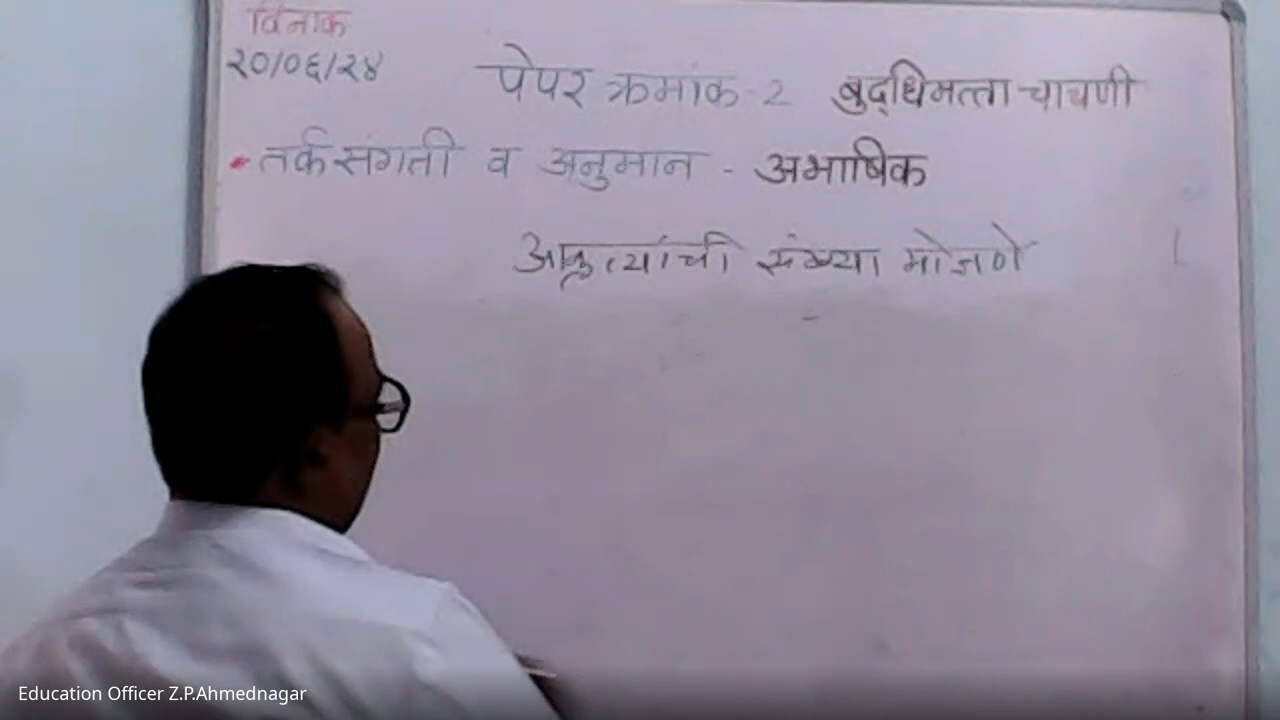 दिनांक
२०/०६/२४
पेपर क्रमांक-2 बुद्धिमत्ता चाचणी
तर्कसंगती व अनुमान - अभाषिक
आकृत्यांची संख्या मोजणे
Education Officer Z.P.Ahmednagar